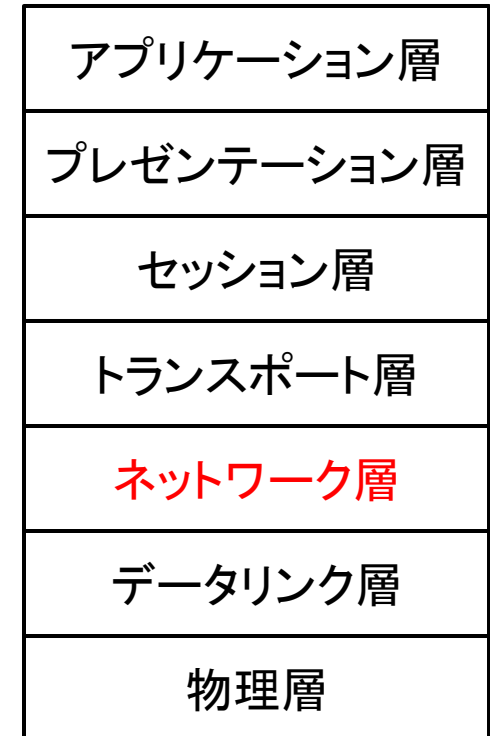 アプリケーション層
プレゼンテーション層
セッション層
トランスポート層
ネットワーク層
データリンク層
物理層